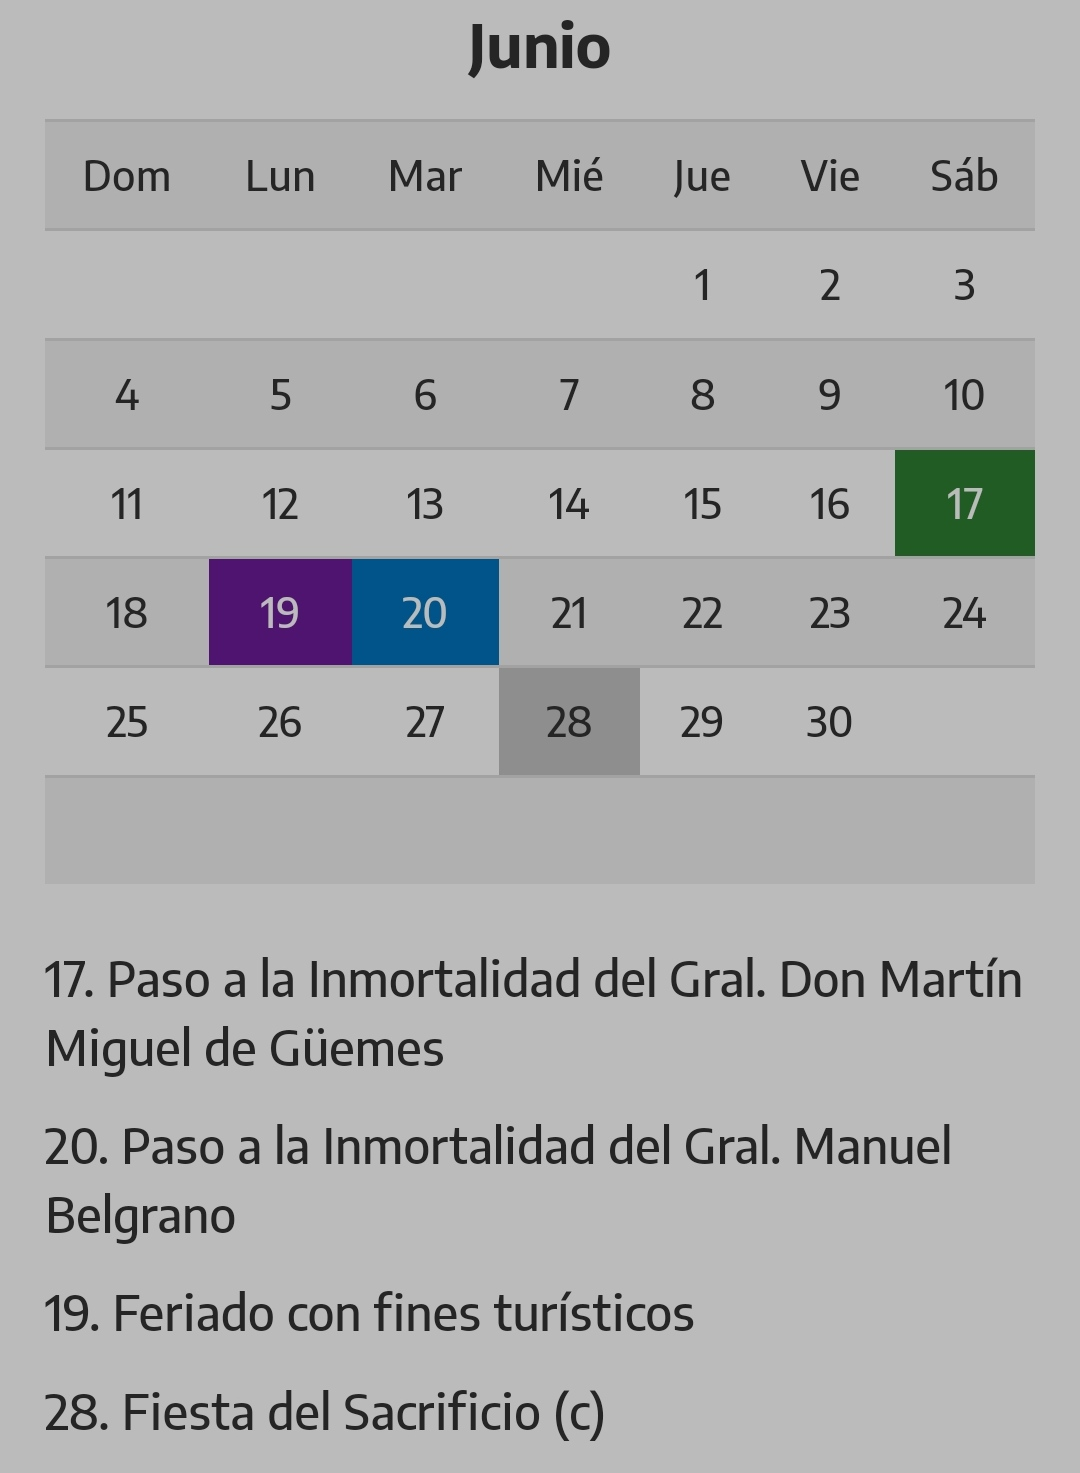 Junio
Dom Lun Mar Mié Jue Vie Sáb
1 2 3
4 5 6 7 8 9 10
11 12 13 14 15 16 17
18 19 20 21 22 23 24
25 26 27 28 29 30
17. Paso a la Inmortalidad del Gral. Don Martín
Miguel de Güemes
20. Paso a la Inmortalidad del Gral. Manuel
Belgrano
19. Feriado con fines turísticos
28. Fiesta del Sacrificio (c)